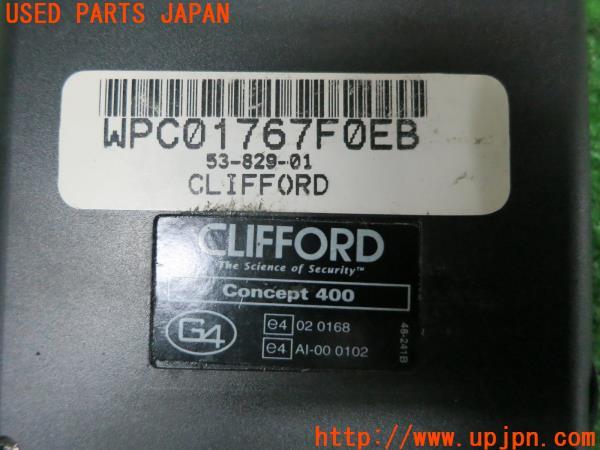 USED PARTS JAPAN
WPC01767F0EB
53-829-01
CLIFFORD
CLIFFORD
The Science of Security™
Concept 400
G4
e4 02 0168
e4 AI-00 0102
48-241B
UPJ
http://www.upjpn.com/